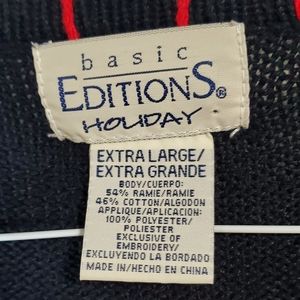 basic
EDITIONS®
HOLIDAY
EXTRA LARGE/
EXTRA GRANDE
BODY/CUERPO:
54% RAMIE/RAMIE
46% COTTON/ALGODON
APPLIQUE/APLICACION:
100% POLYESTER/
POLIESTER
EXCLUSIVE OF
EMBROIDERY/
EXCLUYENDO LA BORDADO
MADE IN/HECHO EN CHINA